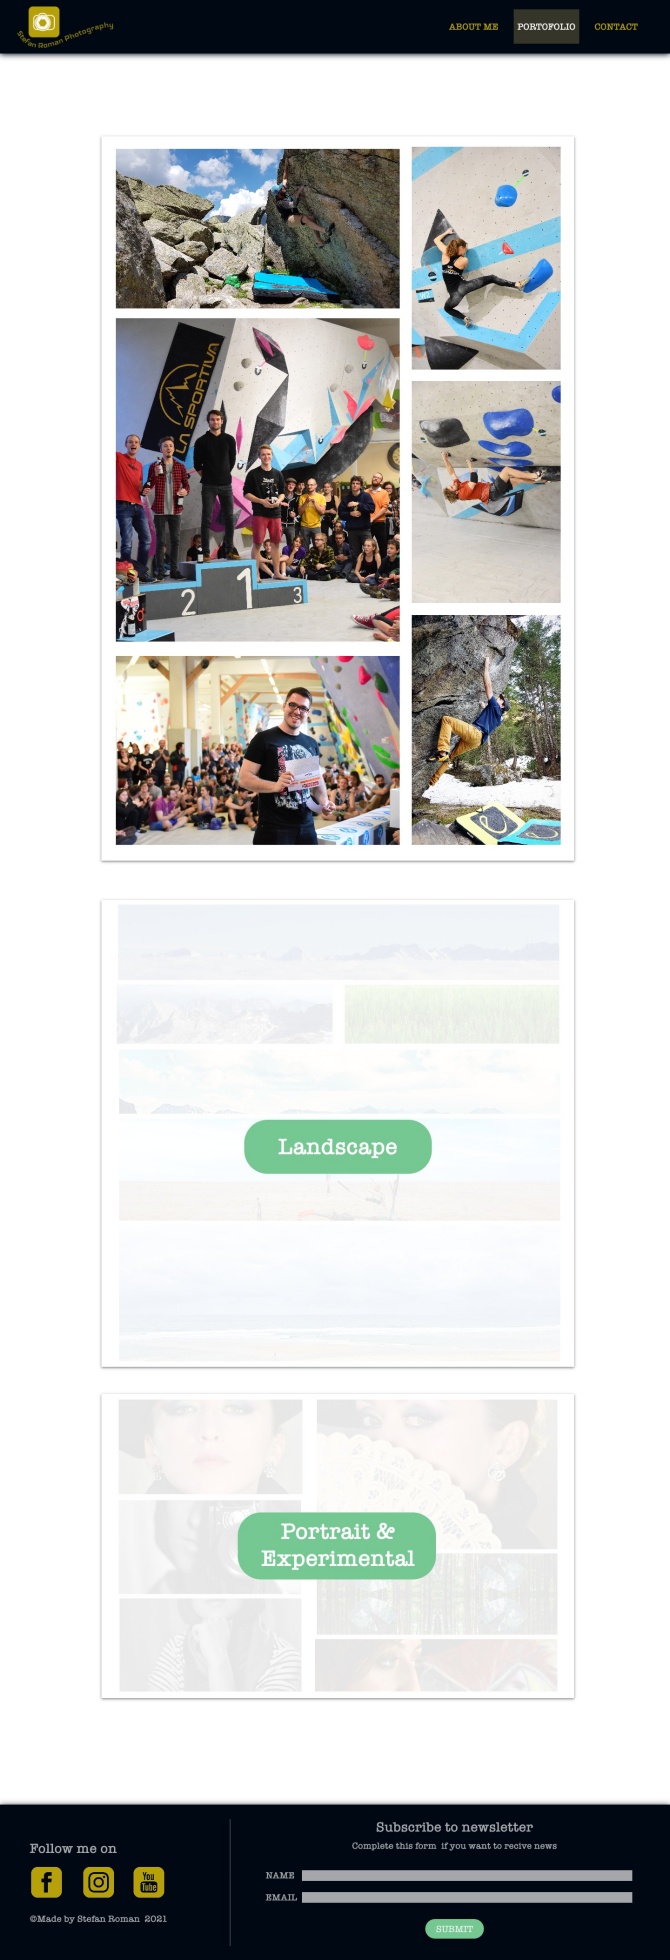 Stefan Roman Photography
ABOUT ME PORTOFOLIO CONTACT
LA SPORTIVA
2 1 3
Landscape
Portrait &
Experimental
Follow me on
You
Tube
©Made by Stefan Roman 2021
Subscribe to newsletter
Complete this form if you want to recive news
NAME
EMAIL
SUBMIT